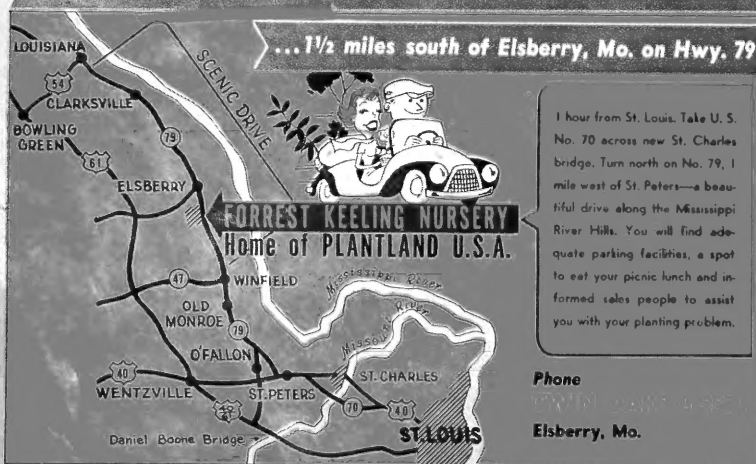 ...1½ miles south of Elsberry, Mo. on Hwy. 79
LOUISIANA
54
CLARKSVILLE
SCENIC DRIVE
BOWLING
GREEN
79
61
ELSBERRY
FORREST KEELING NURSERY
Home of PLANTLAND U.S.A.
47
WINFIELD
Mississippi River
OLD
MONROE
79
Missouri River
O'FALLON
40
WENTZVILLE
ST. PETERS
ST. CHARLES
70
40
40
61
Daniel Boone Bridge
ST. LOUIS
1 hour from St. Louis. Take U. S.
No. 70 across new St. Charles
bridge. Turn north on No. 79, 1
mile west of St. Peters—a beau-
tiful drive along the Mississippi
River Hills. You will find ade-
quate parking facilities, a spot
to eat your picnic lunch and in-
formed sales people to assist
you with your planting problem.
Phone
Elsberry, Mo.